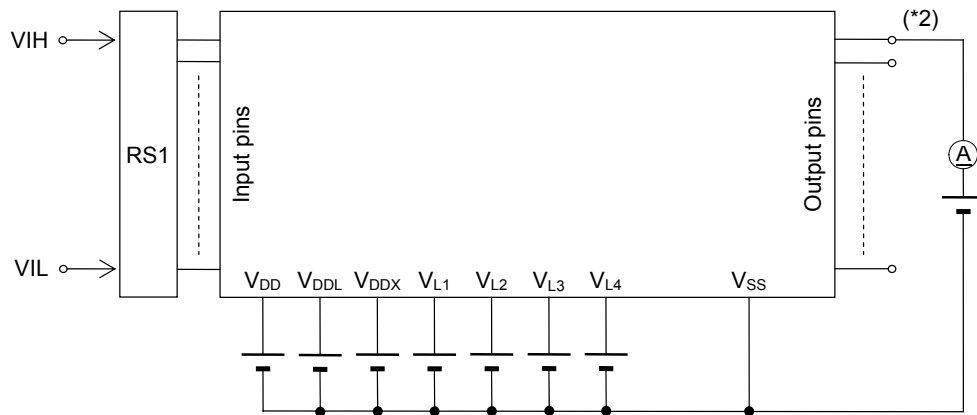 (*2)
VIH
RS1
Input pins
Output pins
A
VIL
VDD VDDL VDDX VL1 VL2 VL3 VL4 VSS